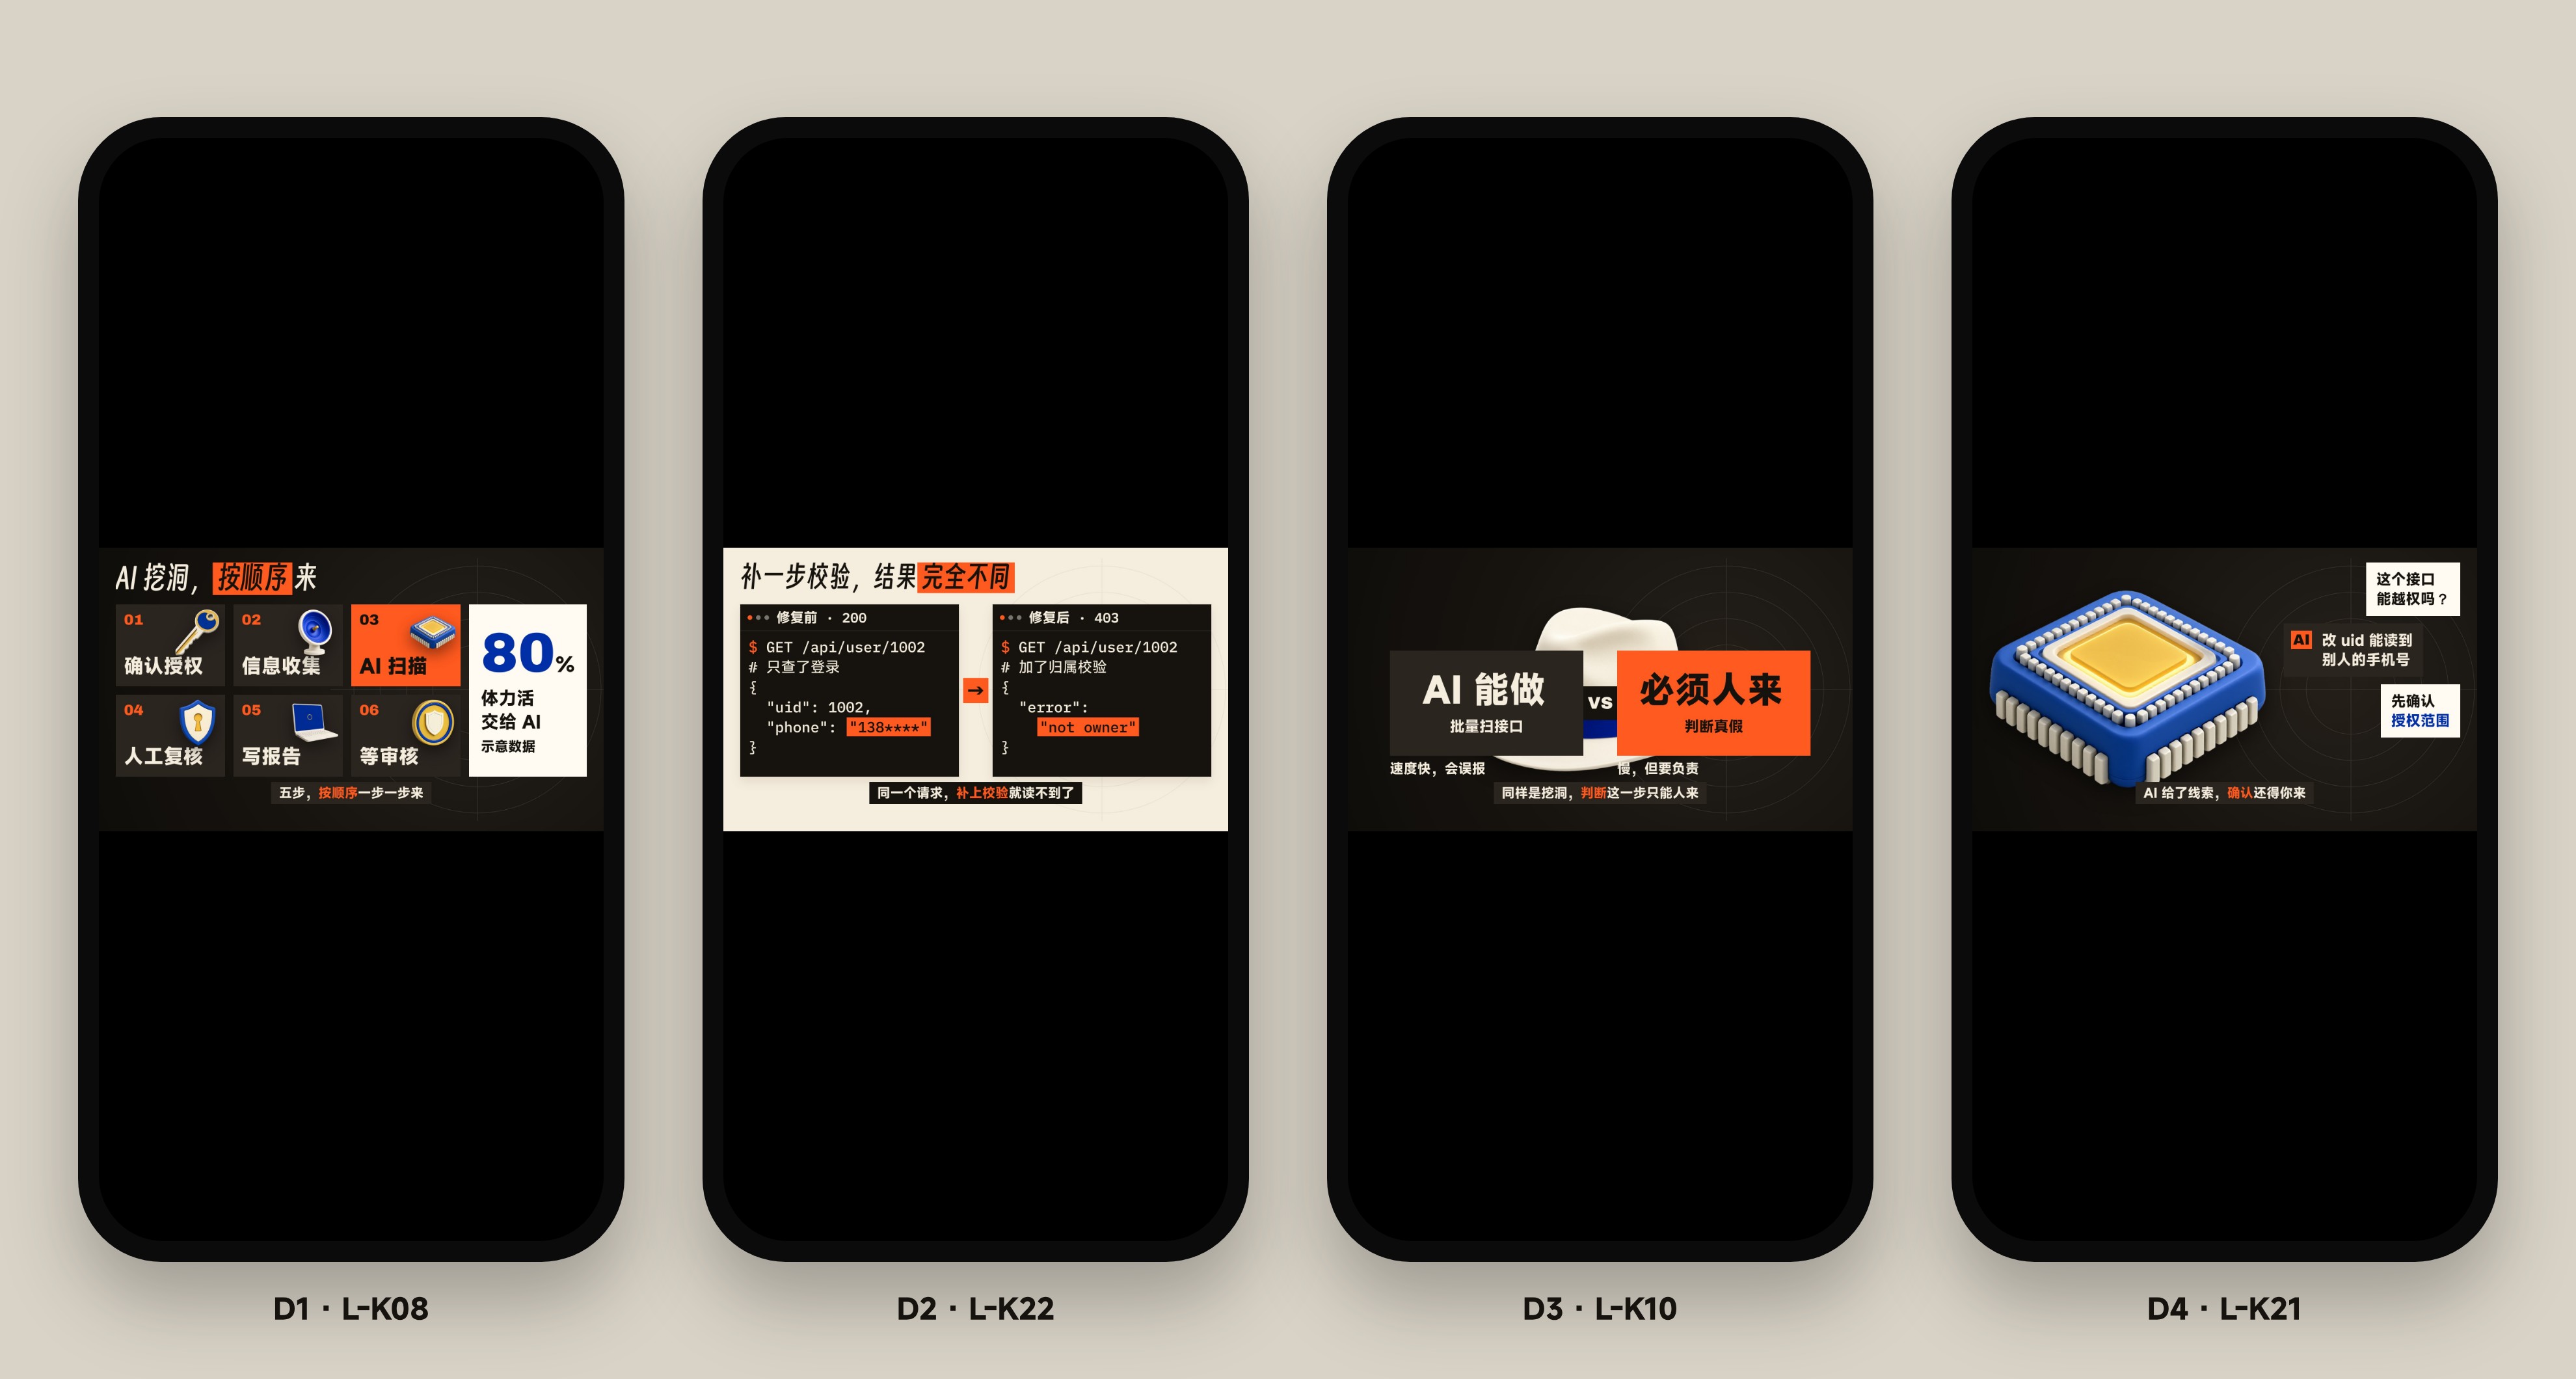 AI 挖洞，按顺序来
01
确认授权
02
信息收集
03
AI 扫描
04
人工复核
05
写报告
06
等审核
80%
体力活
交给 AI
示意数据
五步，按顺序一步一步来
D1 · L-K08
补一步校验，结果完全不同
修复前 · 200
$ GET /api/user/1002
# 只查了登录
{
"uid": 1002,
"phone": "138****"
}
→
修复后 · 403
$ GET /api/user/1002
# 加了归属校验
{
"error":
"not owner"
}
同一个请求，补上校验就读不到了
D2 · L-K22
AI 能做
批量扫接口
vs
必须人来
判断真假
速度快，会误报
慢，但要负责
同样是挖洞，判断这一步只能人来
D3 · L-K10
这个接口
能越权吗？
AI 改 uid 能读到
别人的手机号
先确认
授权范围
AI 给了线索，确认还得你来
D4 · L-K21